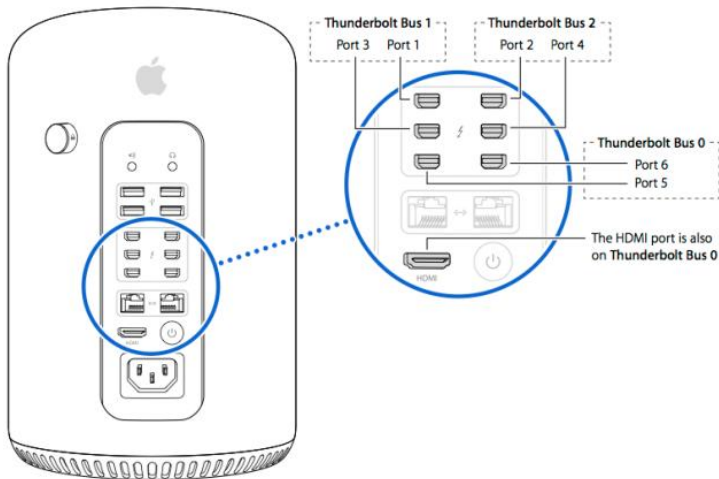 Thunderbolt Bus 1
Port 3 Port 1
Thunderbolt Bus 2
Port 2 Port 4
Thunderbolt Bus 0
Port 6
Port 5
The HDMI port is also
on Thunderbolt Bus 0
HDMI
HDMI